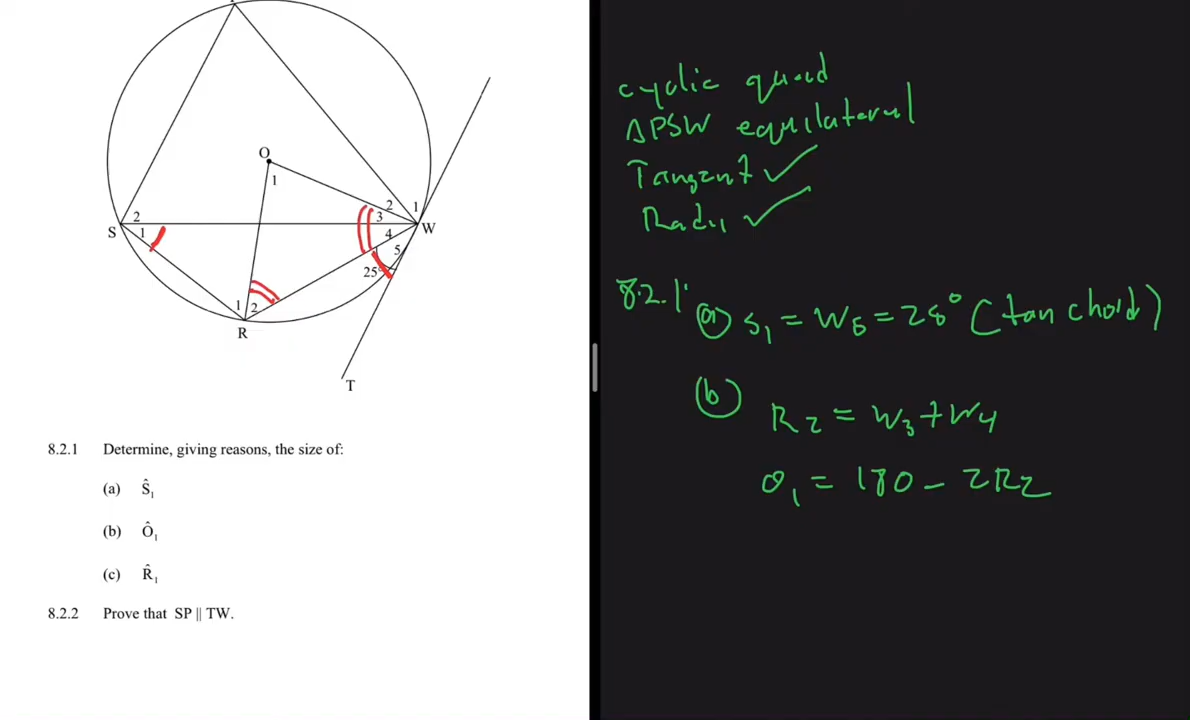 cyclic quad
ΔPSW equilateral
Tangent ✓
Radii ✓
8.2.1
(a) S₁ = W₅ = 25° (tan chord)
(b)
R₂ = W₃ + W₄
O₁ = 180 - 2R₂
O
1
2
1
3
2
S
1
4
W
5
25°
1
2
R
T
8.2.1 Determine, giving reasons, the size of:
(a) Ŝ₁
(b) Ô₁
(c) R̂₁
8.2.2 Prove that SP || TW.